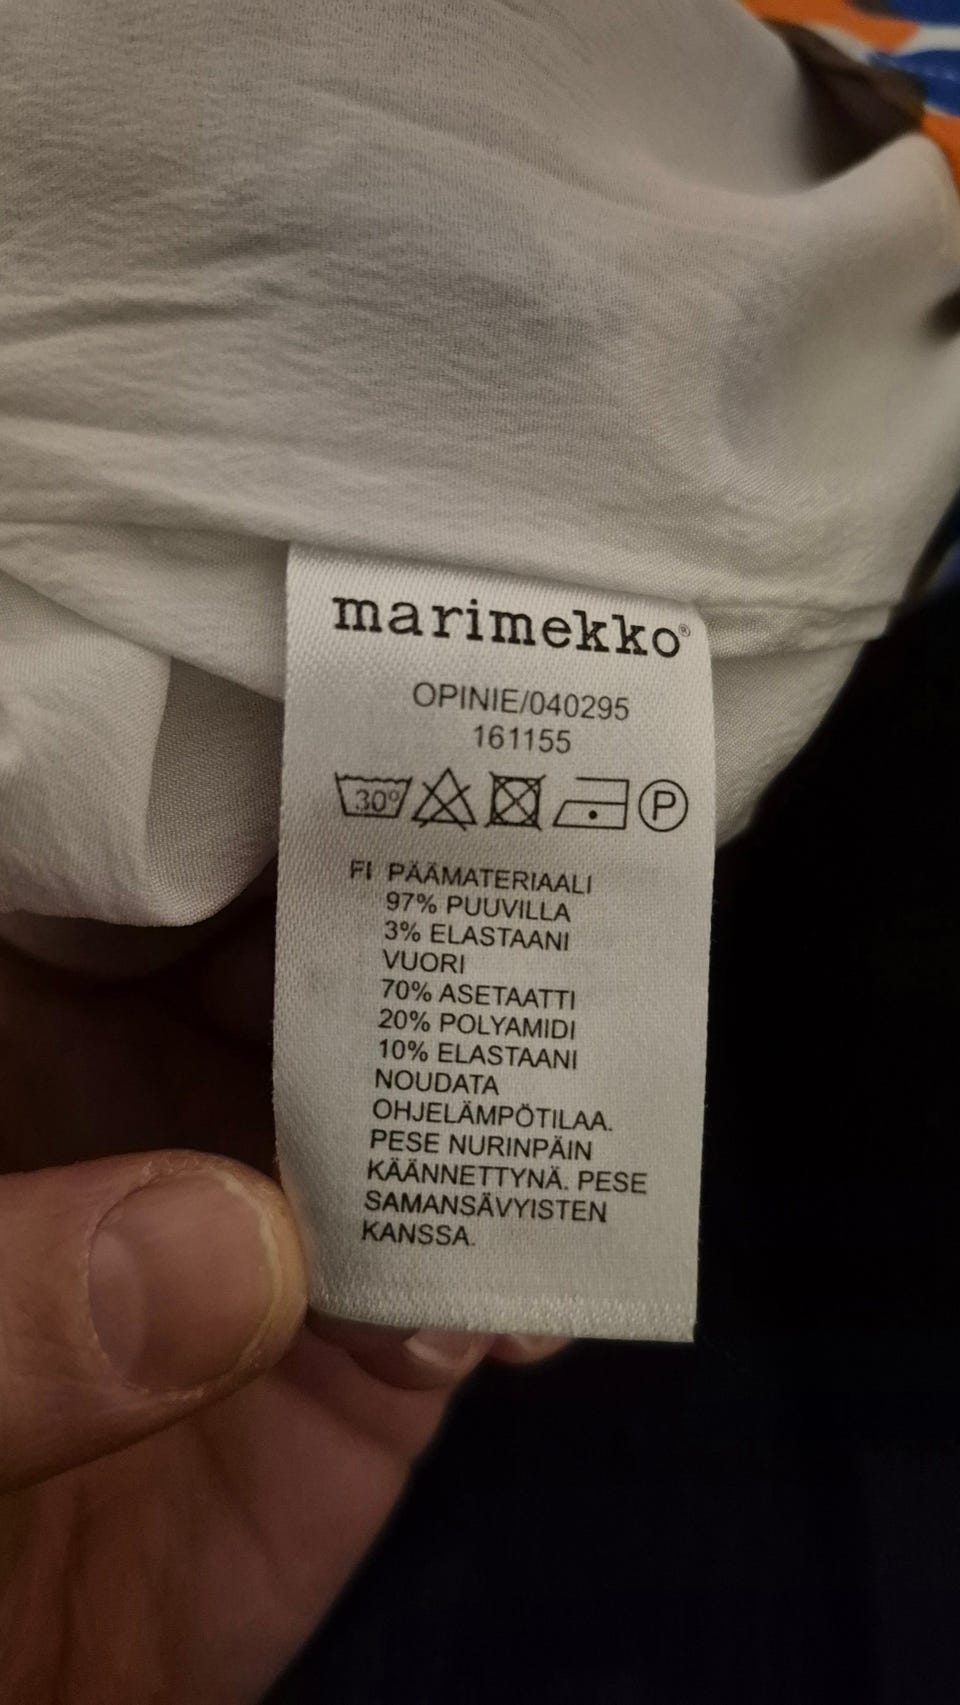 marimekko®
OPINIE/040295
161155
30°
P
FI PÄÄMATERIAALI
97% PUUVILLA
3% ELASTAANI
VUORI
70% ASETAATTI
20% POLYAMIDI
10% ELASTAANI
NOUDATA
OHJELÄMPÖTILAA.
PESE NURINPÄIN
KÄÄNNETTYNÄ. PESE
SAMANSÄVYISTEN
KANSSA.